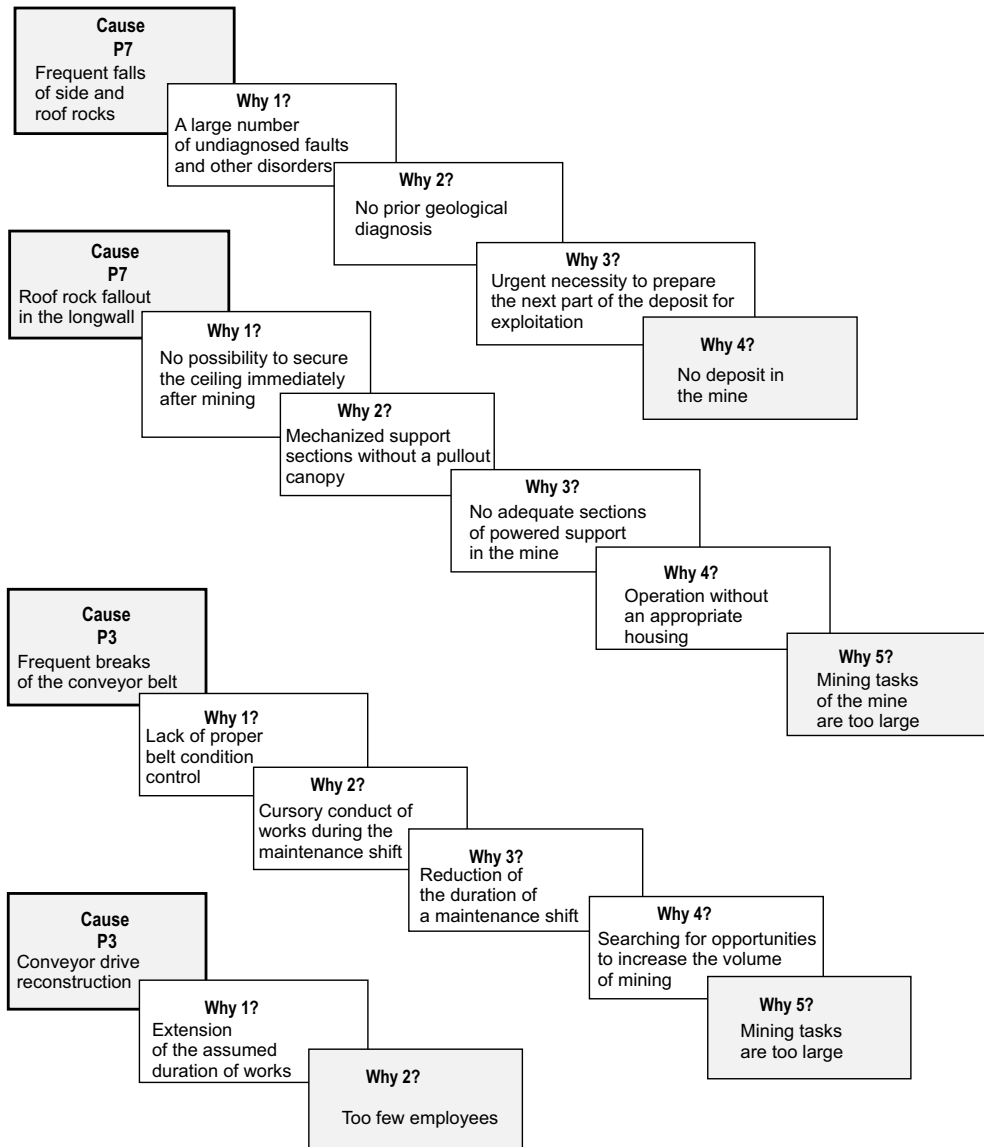 Cause
P7
Frequent falls
of side and
roof rocks
Why 1?
A large number
of undiagnosed faults
and other disorders
Why 2?
No prior geological
diagnosis
Why 3?
Urgent necessity to prepare
the next part of the deposit for
exploitation
Why 4?
No deposit in
the mine
Cause
P7
Roof rock fallout
in the longwall
Why 1?
No possibility to secure
the ceiling immediately
after mining
Why 2?
Mechanized support
sections without a pullout
canopy
Why 3?
No adequate sections
of powered support
in the mine
Why 4?
Operation without
an appropriate
housing
Why 5?
Mining tasks
of the mine
are too large
Cause
P3
Frequent breaks
of the conveyor belt
Why 1?
Lack of proper
belt condition
control
Why 2?
Cursory conduct of
works during the
maintenance shift
Why 3?
Reduction of
the duration of
a maintenance shift
Why 4?
Searching for opportunities
to increase the volume
of mining
Why 5?
Mining tasks
are too large
Cause
P3
Conveyor drive
reconstruction
Why 1?
Extension
of the assumed
duration of works
Why 2?
Too few employees